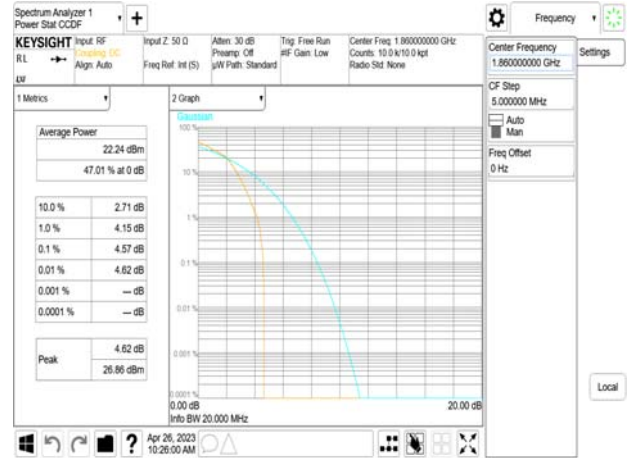 Spectrum Analyzer 1
Power Stat CCDF
+
Frequency
KEYSIGHT
Input: RF
Coupling: DC
Align: Auto
Input Z: 50 Ω
Freq Ref: Int (S)
Atten: 30 dB
Preamp: Off
µW Path: Standard
Trig: Free Run
#IF Gain: Low
Center Freq: 1.860000000 GHz
Counts: 10.0 k/10.0 kpt
Radio Std: None
RL
Center Frequency
1.860000000 GHz
Settings
CF Step
5.000000 MHz
Auto
Man
Freq Offset
0 Hz
1 Metrics
2 Graph
Average Power
22.24 dBm
47.01 % at 0 dB
10.0 % 2.71 dB
1.0 % 4.15 dB
0.1 % 4.57 dB
0.01 % 4.62 dB
0.001 % --- dB
0.0001 % --- dB
Peak
4.62 dB
26.86 dBm
Gaussian
100 %
10 %
1 %
0.1 %
0.01 %
0.001 %
0.0001 %
0.00 dB
20.00 dB
Info BW 20.000 MHz
Local
?
Apr 26, 2023
10:26:00 AM